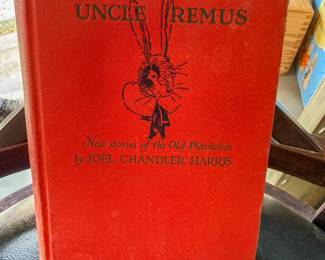 UNCLE REMUS
New stories of the Old Plantation
by JOEL CHANDLER HARRIS